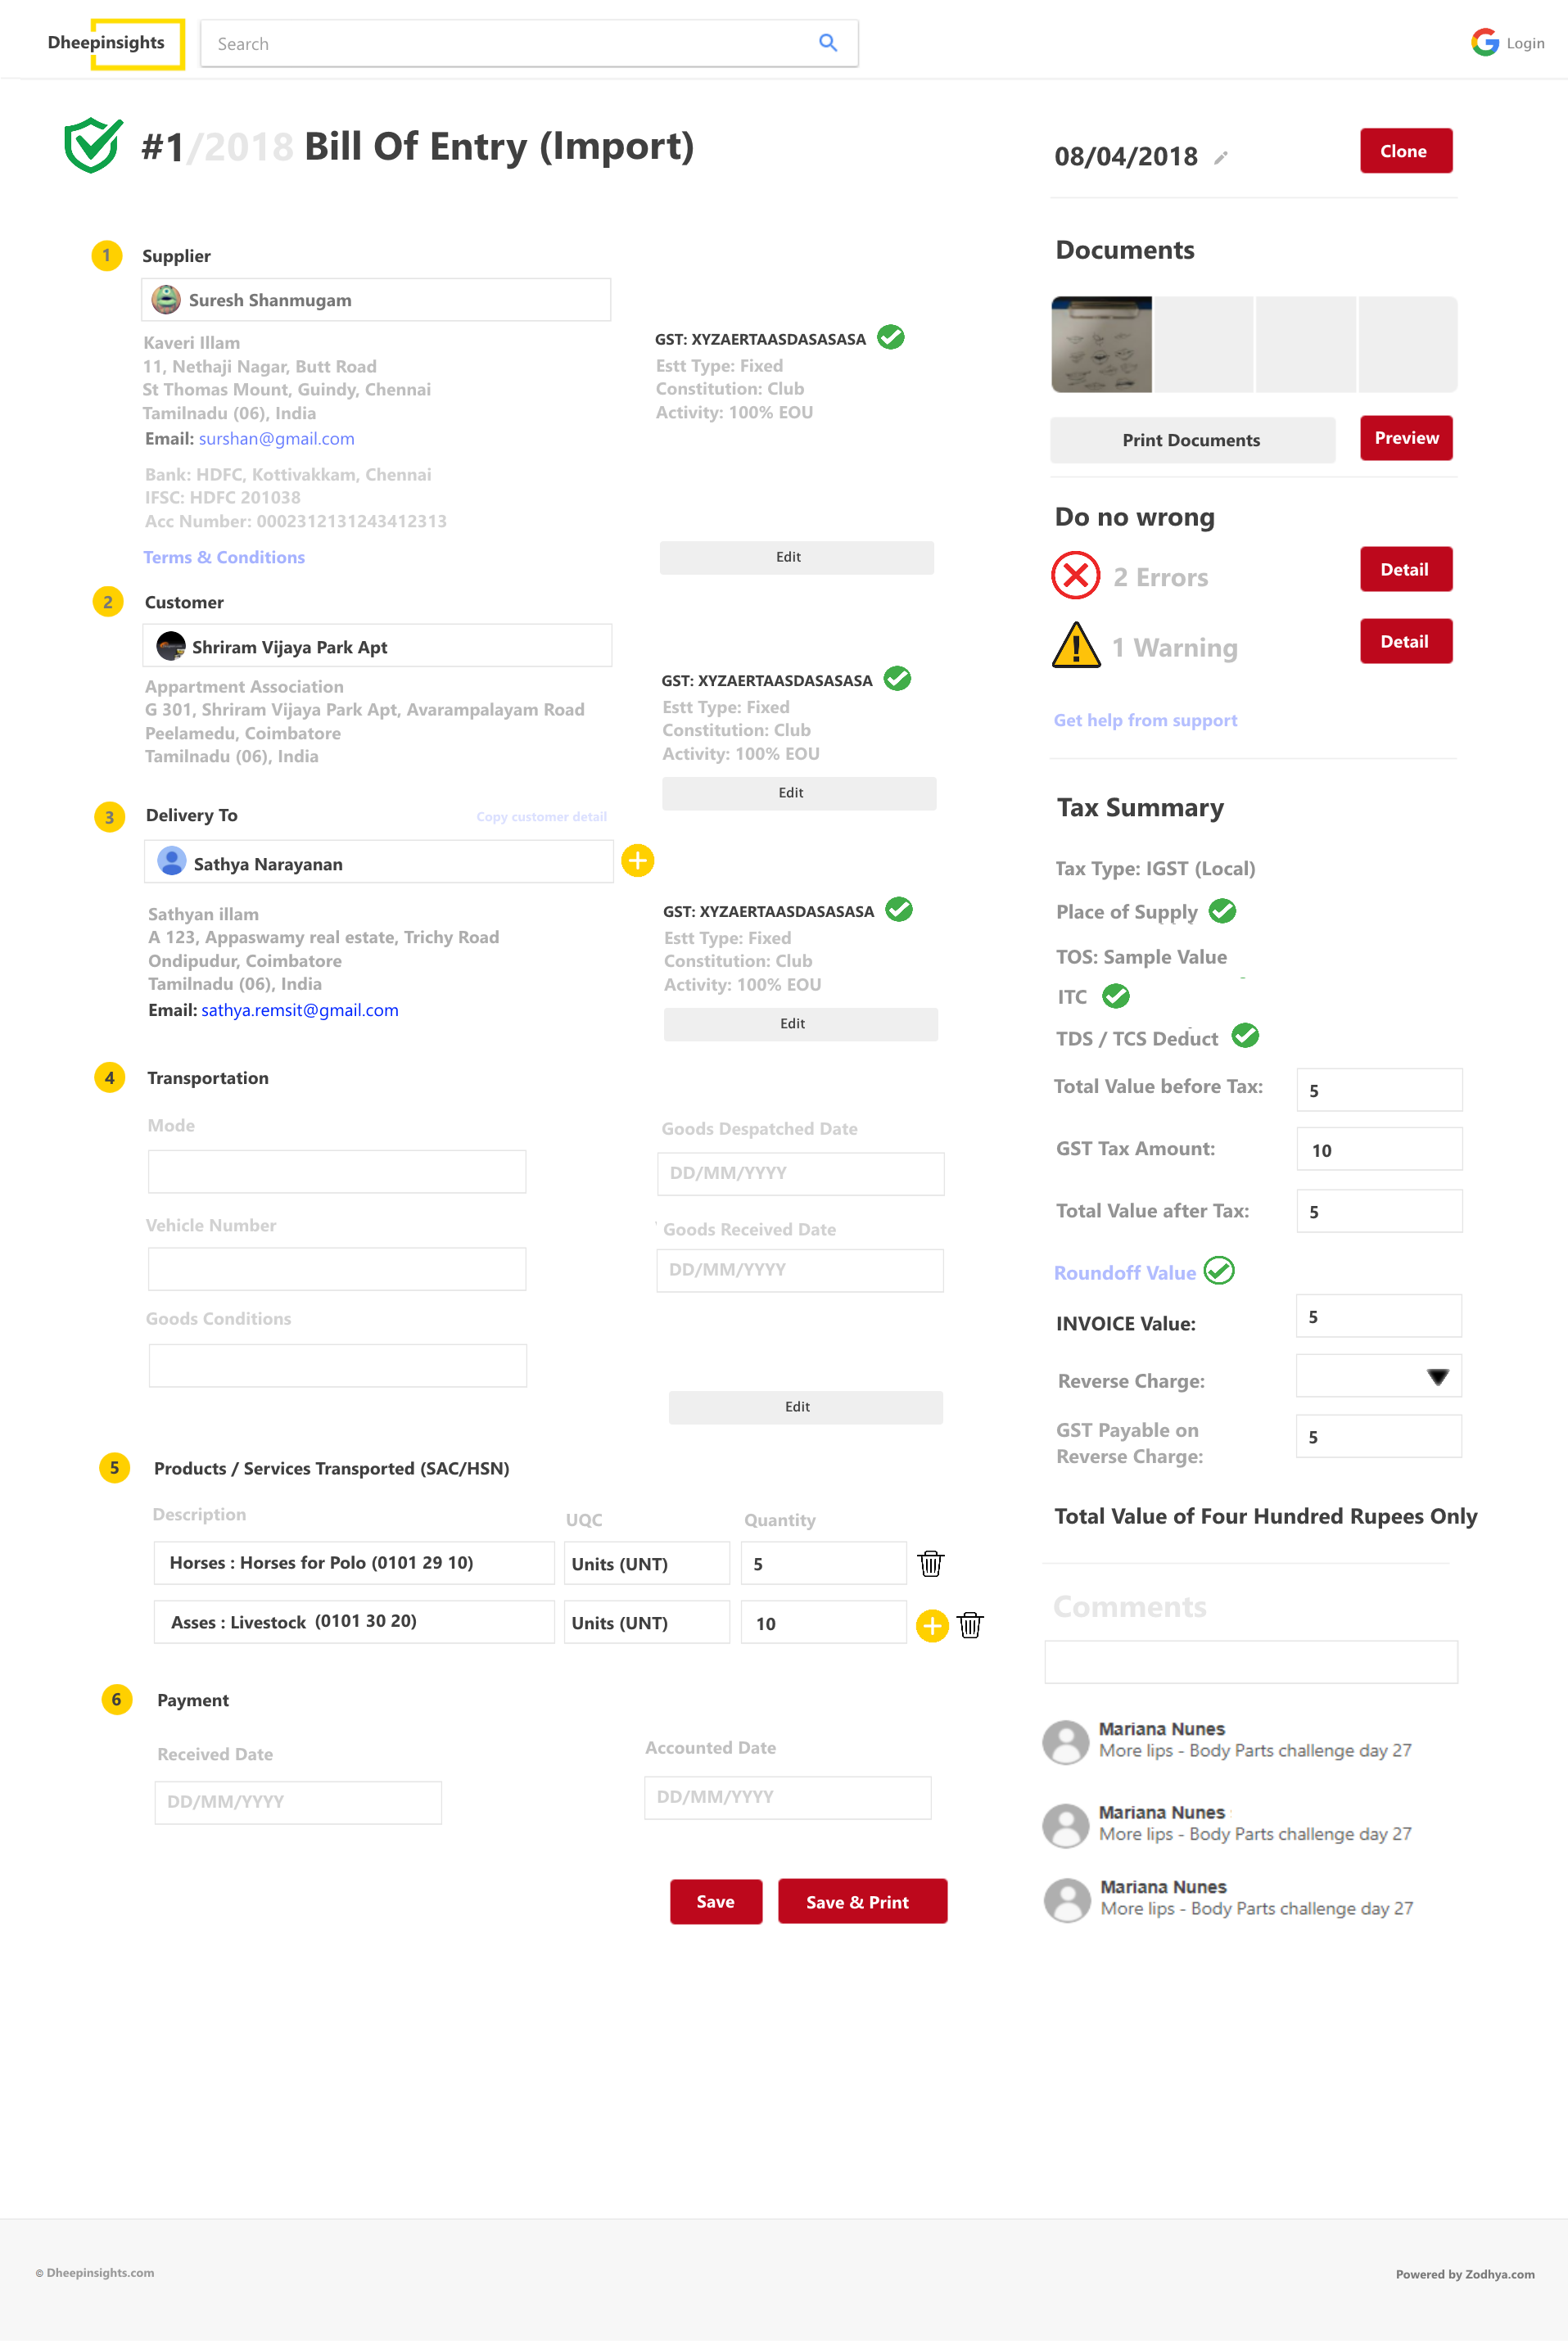 Dheepinsights
Search
Login
#1/2018 Bill Of Entry (Import)
1
Supplier
Suresh Shanmugam
Kaveri Illam
11, Nethaji Nagar, Butt Road
St Thomas Mount, Guindy, Chennai
Tamilnadu (06), India
Email: surshan@gmail.com
Bank: HDFC, Kottivakkam, Chennai
IFSC: HDFC 201038
Acc Number: 0002312131243412313
Terms & Conditions
GST: XYZAERTAASDASASASA
Estt Type: Fixed
Constitution: Club
Activity: 100% EOU
Edit
2
Customer
Shriram Vijaya Park Apt
Appartment Association
G 301, Shriram Vijaya Park Apt, Avarampalayam Road
Peelamedu, Coimbatore
Tamilnadu (06), India
GST: XYZAERTAASDASASASA
Estt Type: Fixed
Constitution: Club
Activity: 100% EOU
Edit
3
Delivery To
Copy customer detail
Sathya Narayanan
Sathyan illam
A 123, Appaswamy real estate, Trichy Road
Ondipudur, Coimbatore
Tamilnadu (06), India
Email: sathya.remsit@gmail.com
GST: XYZAERTAASDASASASA
Estt Type: Fixed
Constitution: Club
Activity: 100% EOU
Edit
4
Transportation
Mode
Goods Despatched Date
DD/MM/YYYY
Vehicle Number
Goods Received Date
DD/MM/YYYY
Goods Conditions
Edit
5
Products / Services Transported (SAC/HSN)
Description
UQC
Quantity
Horses : Horses for Polo (0101 29 10)
Units (UNT)
5
Asses : Livestock (0101 30 20)
Units (UNT)
10
6
Payment
Received Date
DD/MM/YYYY
Accounted Date
DD/MM/YYYY
Save
Save & Print
08/04/2018
Clone
Documents
Print Documents
Preview
Do no wrong
2 Errors
Detail
1 Warning
Detail
Get help from support
Tax Summary
Tax Type: IGST (Local)
Place of Supply
TOS: Sample Value
ITC
TDS / TCS Deduct
Total Value before Tax:
5
GST Tax Amount:
10
Total Value after Tax:
5
Roundoff Value
INVOICE Value:
5
Reverse Charge:
GST Payable on
Reverse Charge:
5
Total Value of Four Hundred Rupees Only
Comments
Mariana Nunes
More lips - Body Parts challenge day 27
Mariana Nunes
More lips - Body Parts challenge day 27
Mariana Nunes
More lips - Body Parts challenge day 27
© Dheepinsights.com
Powered by Zodhya.com